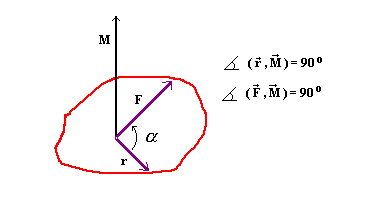 M
∡ (r⃗ , M⃗ ) = 90⁰
F
∡ (F⃗ , M⃗ ) = 90⁰
α
r